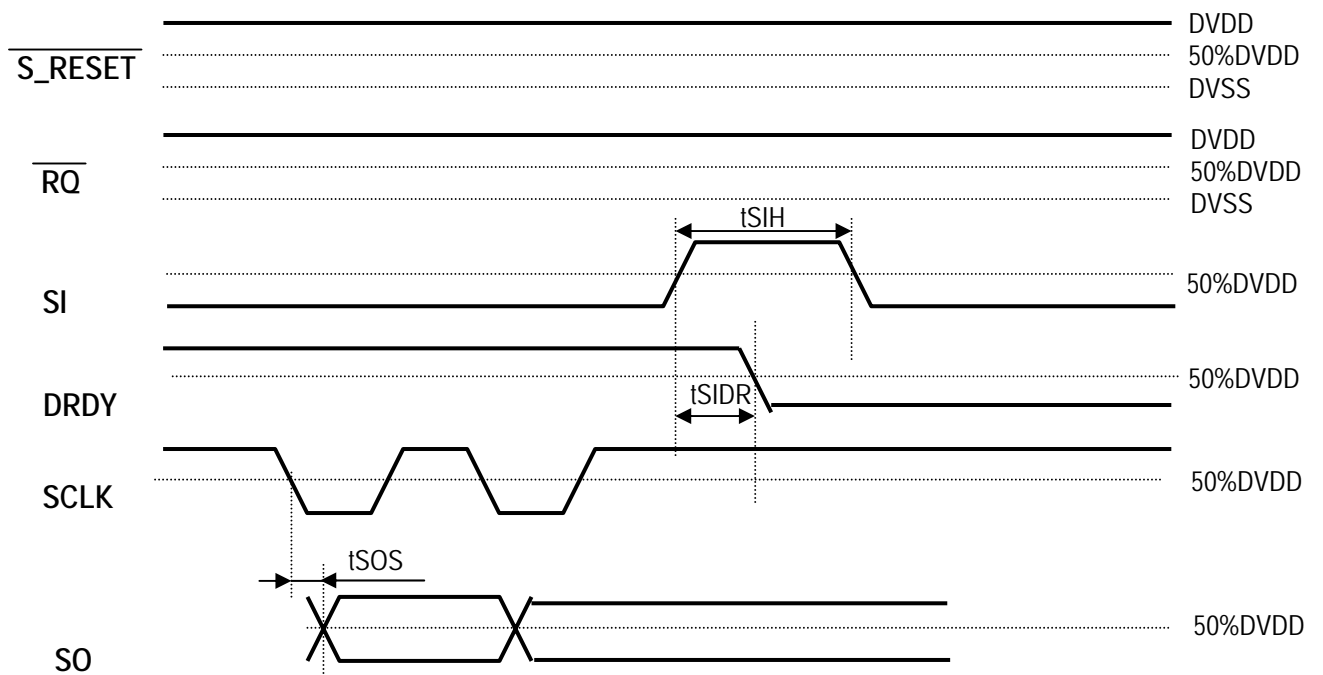 DVDD
S_RESET
50%DVDD
DVSS
DVDD
RQ
50%DVDD
DVSS
tSIH
SI
50%DVDD
DRDY
tSIDR
50%DVDD
SCLK
50%DVDD
tSOS
SO
50%DVDD